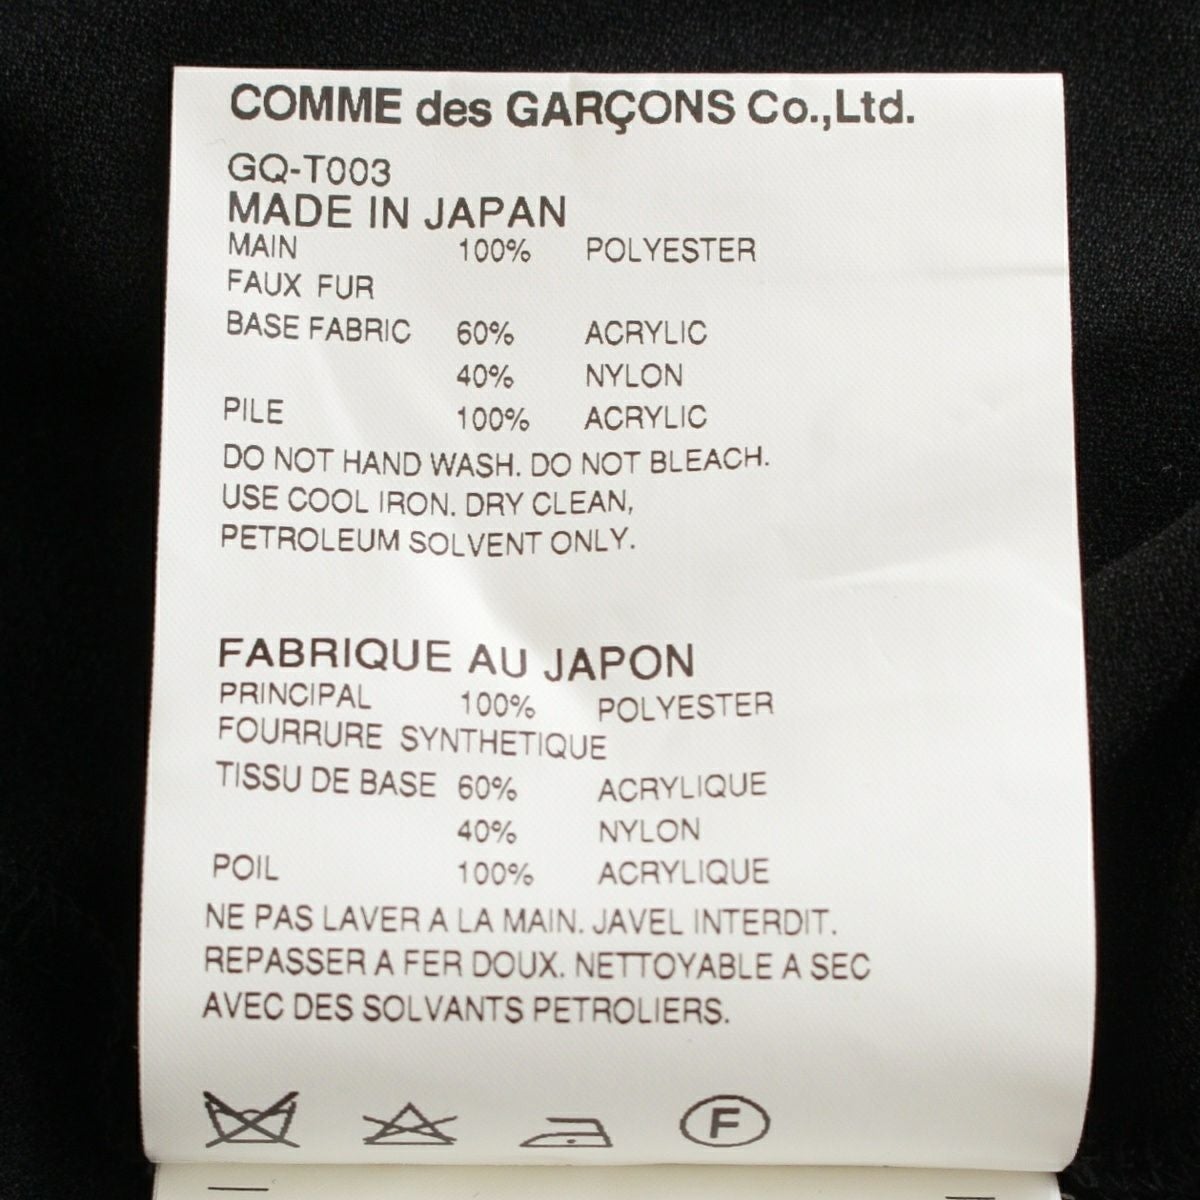 COMME des GARÇONS Co.,Ltd.
GQ-T003
MADE IN JAPAN
MAIN 100% POLYESTER
FAUX FUR
BASE FABRIC 60% ACRYLIC
40% NYLON
PILE 100% ACRYLIC
DO NOT HAND WASH. DO NOT BLEACH.
USE COOL IRON. DRY CLEAN,
PETROLEUM SOLVENT ONLY.
FABRIQUE AU JAPON
PRINCIPAL 100% POLYESTER
FOURRURE SYNTHETIQUE
TISSU DE BASE 60% ACRYLIQUE
40% NYLON
POIL 100% ACRYLIQUE
NE PAS LAVER A LA MAIN. JAVEL INTERDIT.
REPASSER A FER DOUX. NETTOYABLE A SEC
AVEC DES SOLVANTS PETROLIERS.
F